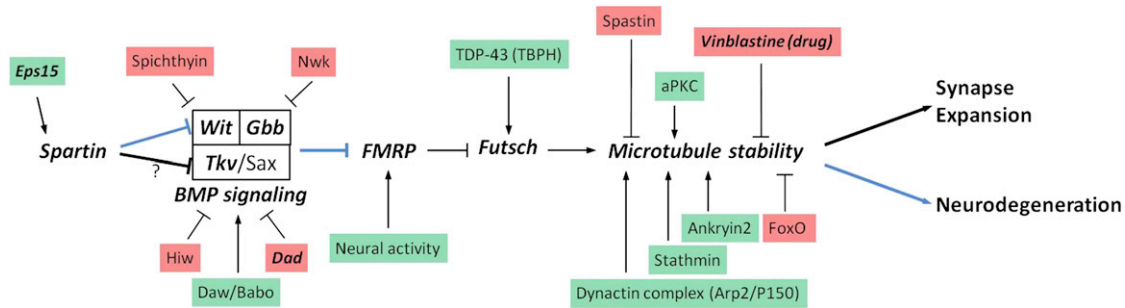 Spastin
Vinblastine (drug)
Spichthyin
Nwk
TDP-43 (TBPH)
Eps15
aPKC
Synapse
Expansion
Wit
Gbb
Spartin
FMRP
Futsch
Microtubule stability
Tkv/Sax
?
BMP signaling
Neurodegeneration
Hiw
Dad
Neural activity
Ankryin2
FoxO
Stathmin
Daw/Babo
Dynactin complex (Arp2/P150)